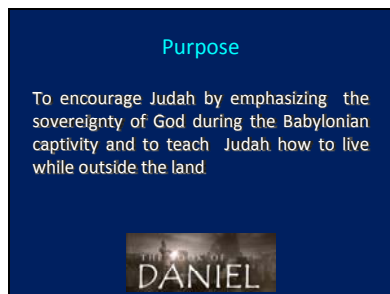 Purpose
To encourage Judah by emphasizing the
sovereignty of God during the Babylonian
captivity and to teach Judah how to live
while outside the land
THE BOOK OF
DANIEL